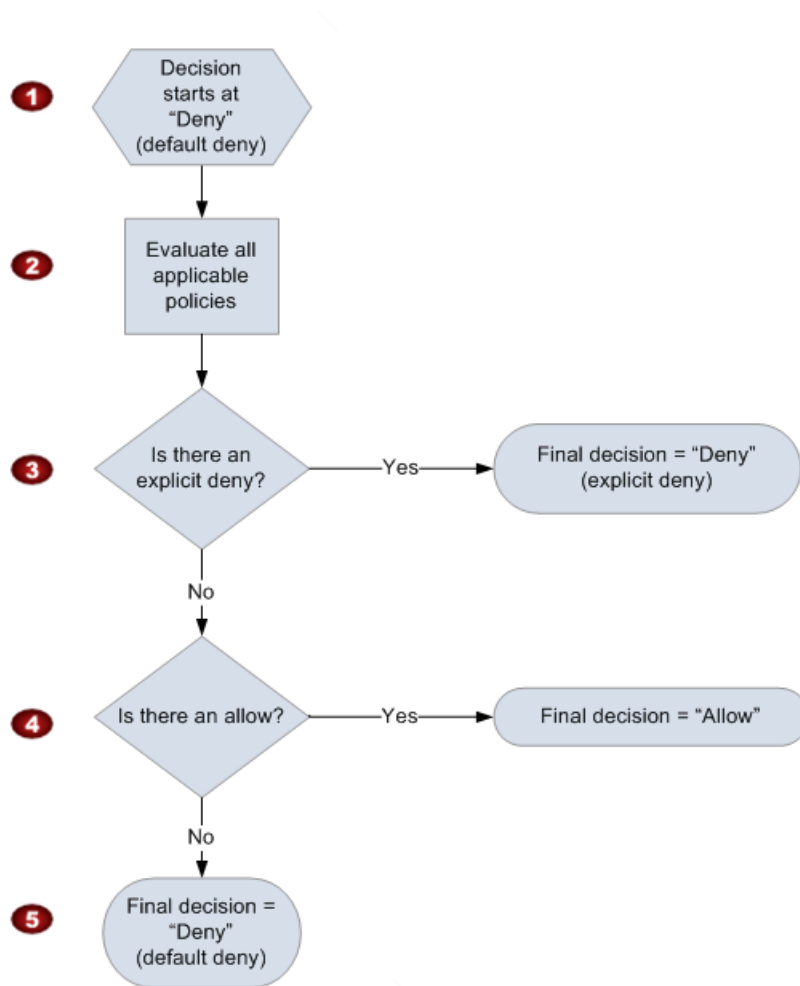 1
Decision
starts at
“Deny”
(default deny)
2
Evaluate all
applicable
policies
3
Is there an
explicit deny?
Yes
Final decision = “Deny”
(explicit deny)
No
4
Is there an allow?
Yes
Final decision = “Allow”
No
5
Final decision =
“Deny”
(default deny)